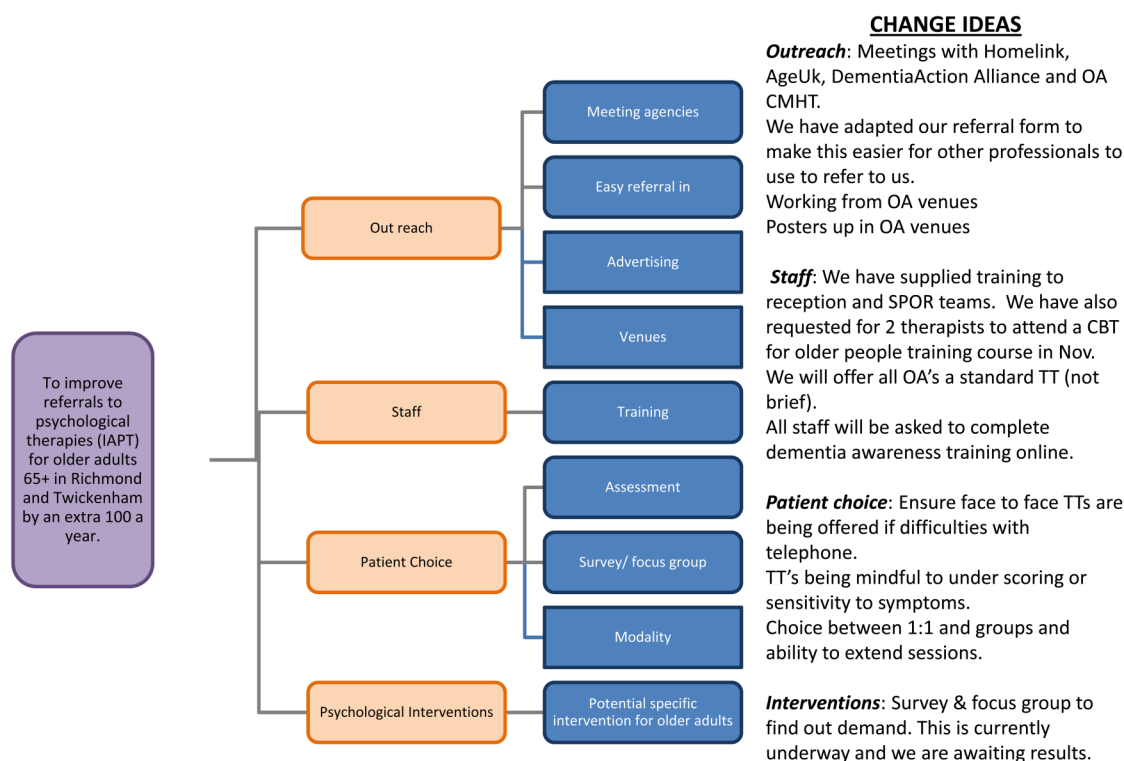 To improve
referrals to
psychological
therapies (IAPT)
for older adults
65+ in Richmond
and Twickenham
by an extra 100 a
year.
Out reach
Staff
Patient Choice
Psychological Interventions
Meeting agencies
Easy referral in
Advertising
Venues
Training
Assessment
Survey/ focus group
Modality
Potential specific
intervention for older adults
CHANGE IDEAS
Outreach: Meetings with Homelink,
AgeUk, DementiaAction Alliance and OA
CMHT.
We have adapted our referral form to
make this easier for other professionals to
use to refer to us.
Working from OA venues
Posters up in OA venues
Staff: We have supplied training to
reception and SPOR teams.  We have also
requested for 2 therapists to attend a CBT
for older people training course in Nov.
We will offer all OA’s a standard TT (not
brief).
All staff will be asked to complete
dementia awareness training online.
Patient choice: Ensure face to face TTs are
being offered if difficulties with
telephone.
TT’s being mindful to under scoring or
sensitivity to symptoms.
Choice between 1:1 and groups and
ability to extend sessions.
Interventions: Survey & focus group to
find out demand. This is currently
underway and we are awaiting results.